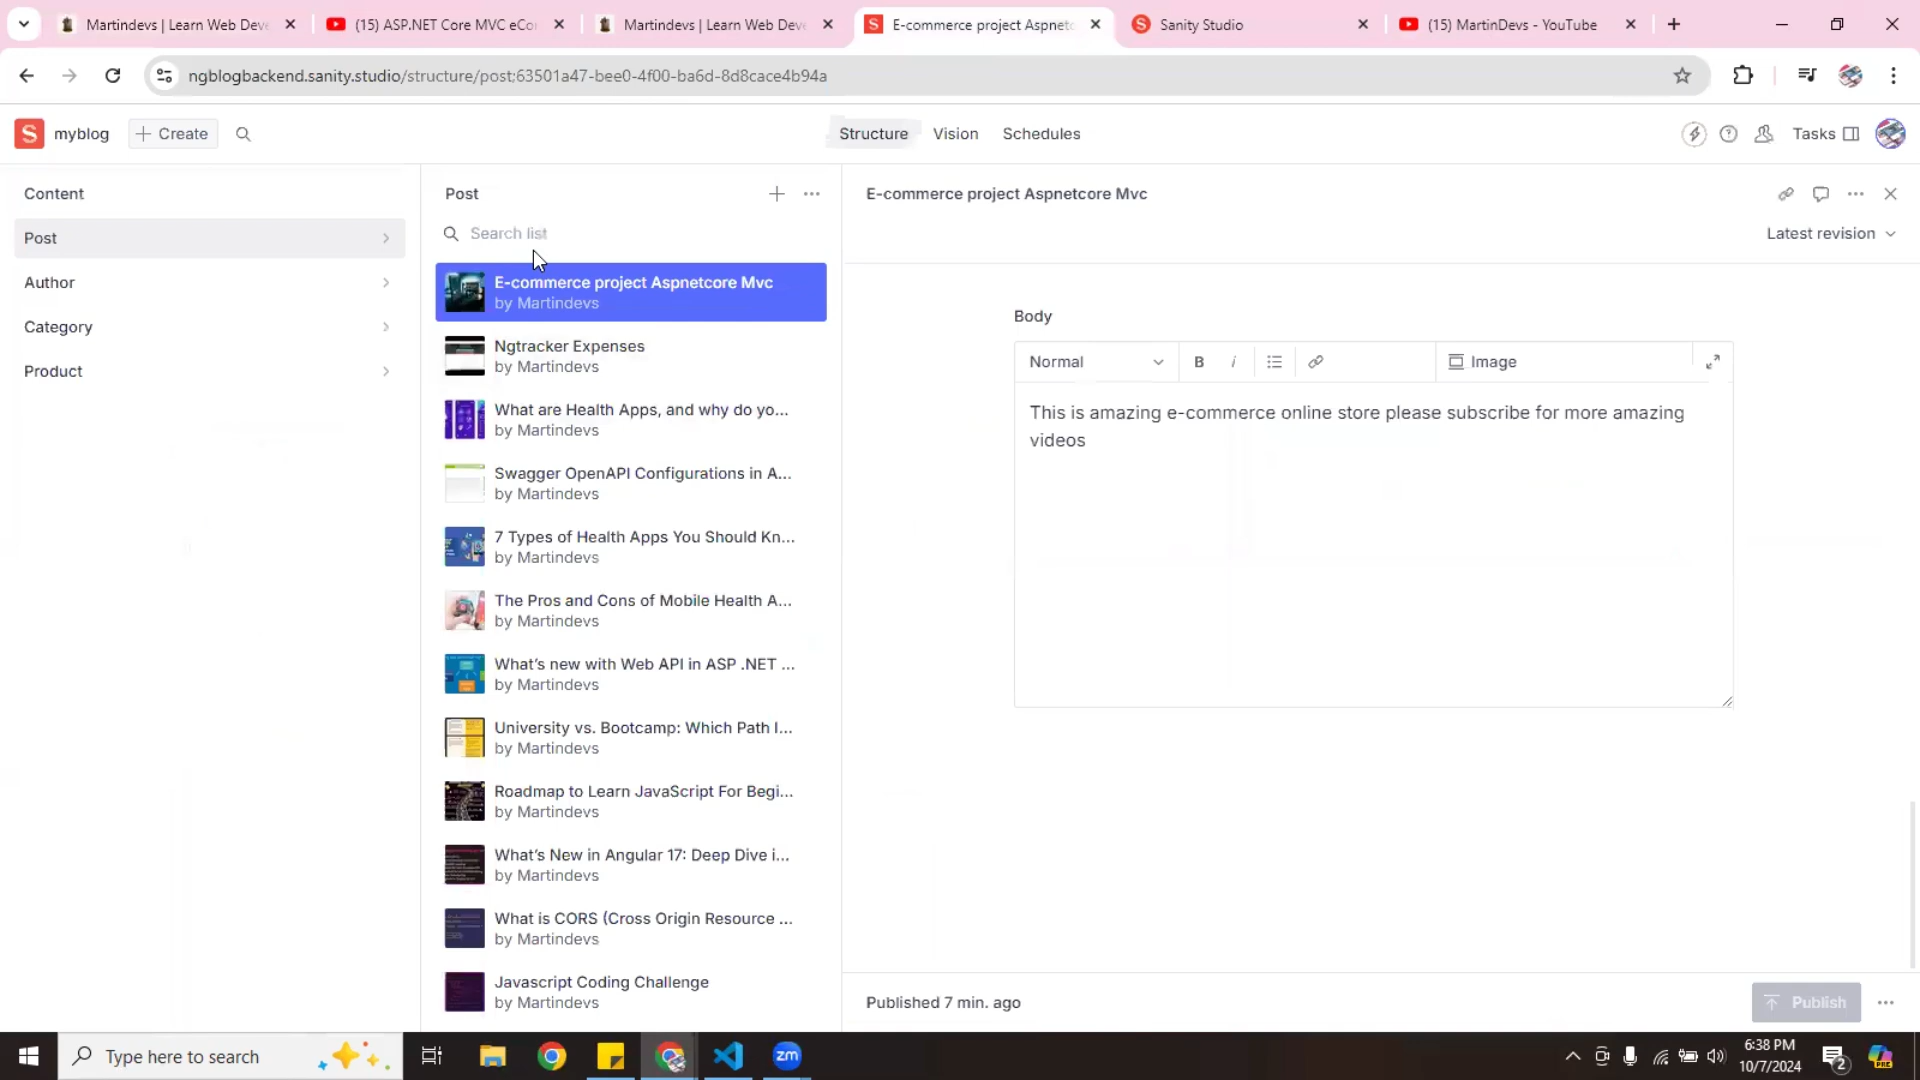 Martindevs | Learn Web Deve
(15) ASP.NET Core MVC eCo
Martindevs | Learn Web Deve
E-commerce project Aspnetc
Sanity Studio
(15) MartinDevs - YouTube
ngblogbackend.sanity.studio/structure/post;63501a47-bee0-4f00-ba6d-8d8cace4b94a
S myblog
Create
Structure
Vision
Schedules
Tasks
Content
Post
Author
Category
Product
Post
Search list
E-commerce project Aspnetcore Mvc
by Martindevs
Ngtracker Expenses
by Martindevs
What are Health Apps, and why do yo...
by Martindevs
Swagger OpenAPI Configurations in A...
by Martindevs
7 Types of Health Apps You Should Kn...
by Martindevs
The Pros and Cons of Mobile Health A...
by Martindevs
What’s new with Web API in ASP .NET ...
by Martindevs
University vs. Bootcamp: Which Path I...
by Martindevs
Roadmap to Learn JavaScript For Begi...
by Martindevs
What’s New in Angular 17: Deep Dive i...
by Martindevs
What is CORS (Cross Origin Resource ...
by Martindevs
Javascript Coding Challenge
by Martindevs
E-commerce project Aspnetcore Mvc
Latest revision
Body
Normal
B
i
Image
This is amazing e-commerce online store please subscribe for more amazing
videos
Published 7 min. ago
Publish
Type here to search
zm
6:38 PM
10/7/2024
2
PRE